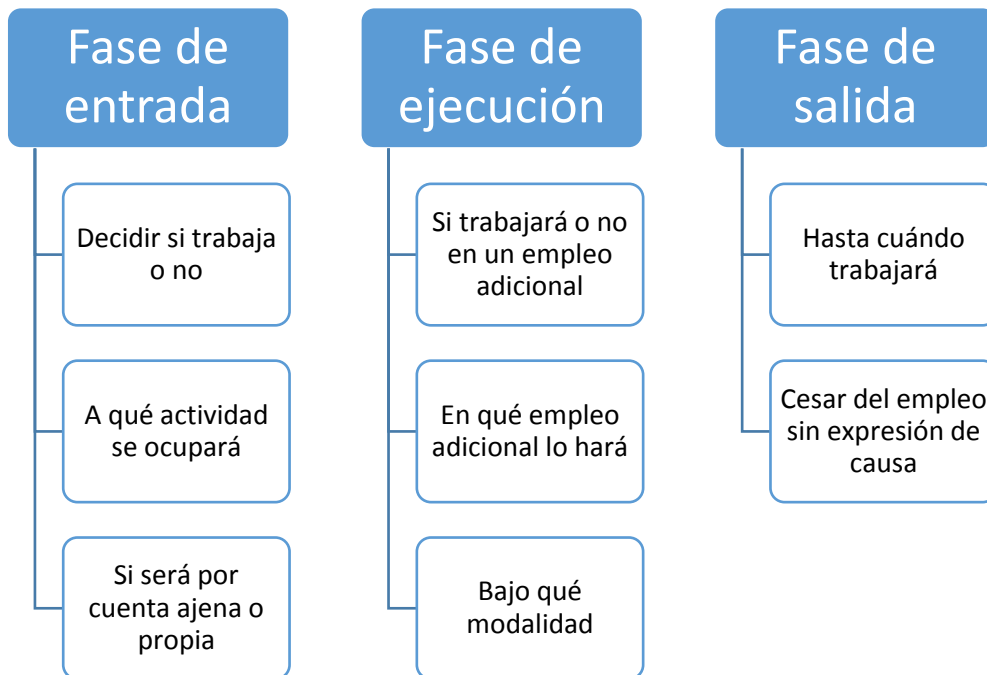 Fase de
entrada
Decidir si trabaja
o no
A qué actividad
se ocupará
Si será por
cuenta ajena o
propia
Fase de
ejecución
Si trabajará o no
en un empleo
adicional
En qué empleo
adicional lo hará
Bajo qué
modalidad
Fase de
salida
Hasta cuándo
trabajará
Cesar del empleo
sin expresión de
causa